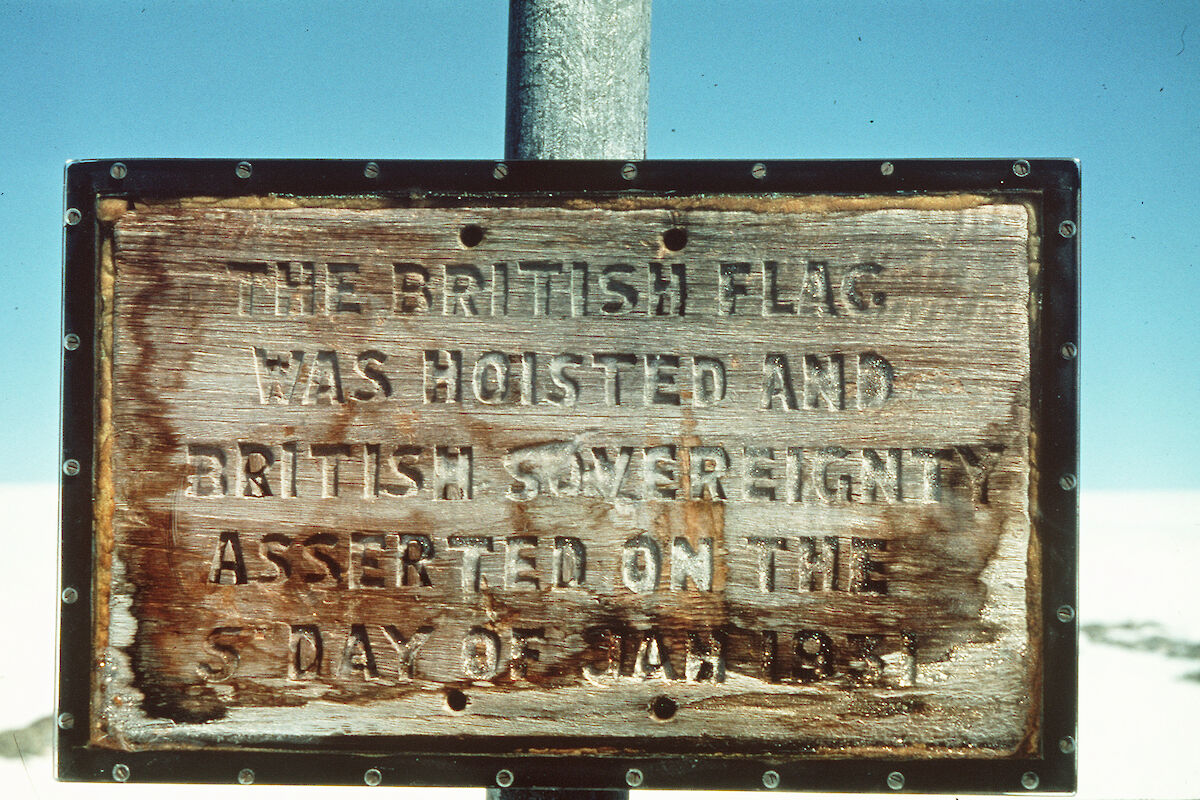 THE BRITISH FLAG
WAS HOISTED AND
BRITISH SOVEREIGNTY
ASSERTED ON THE
5 DAY OF JAN 1931